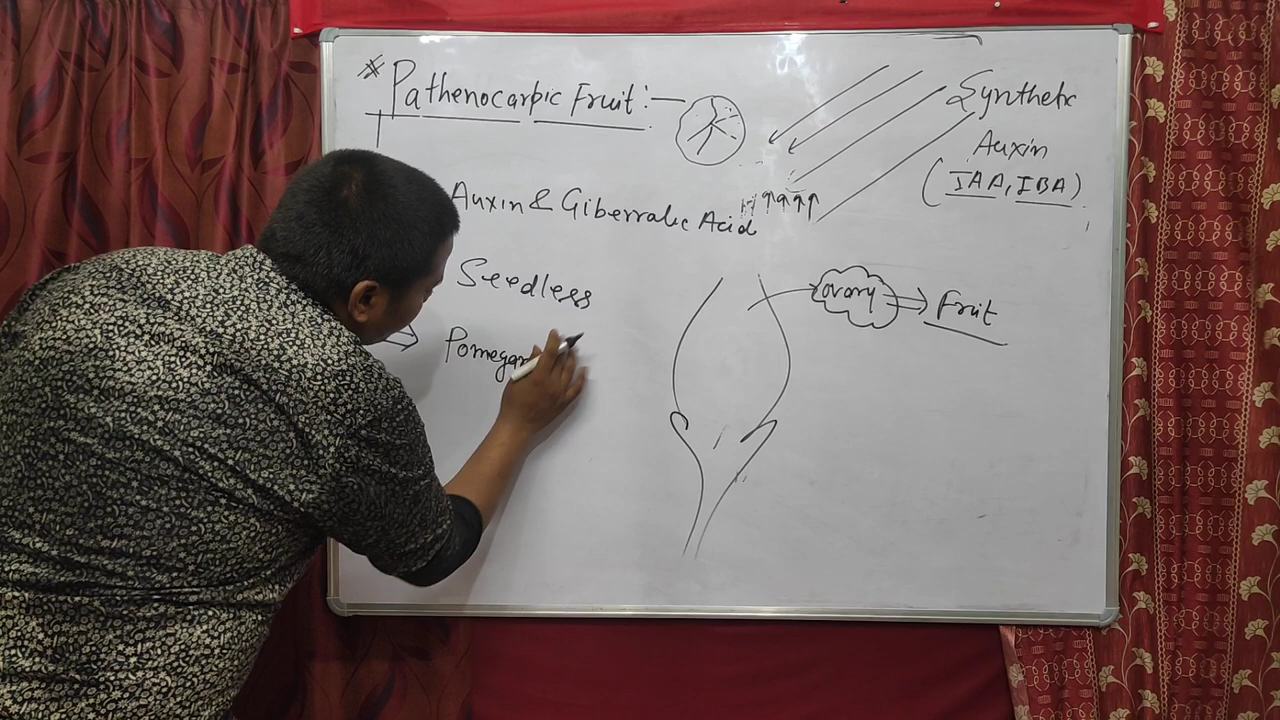 * Pathenocarpic Fruit :-
Synthetic
Auxin
(IAA, IBA)
Auxin & Giberralic Acid
Seedless
ovary
Fruit